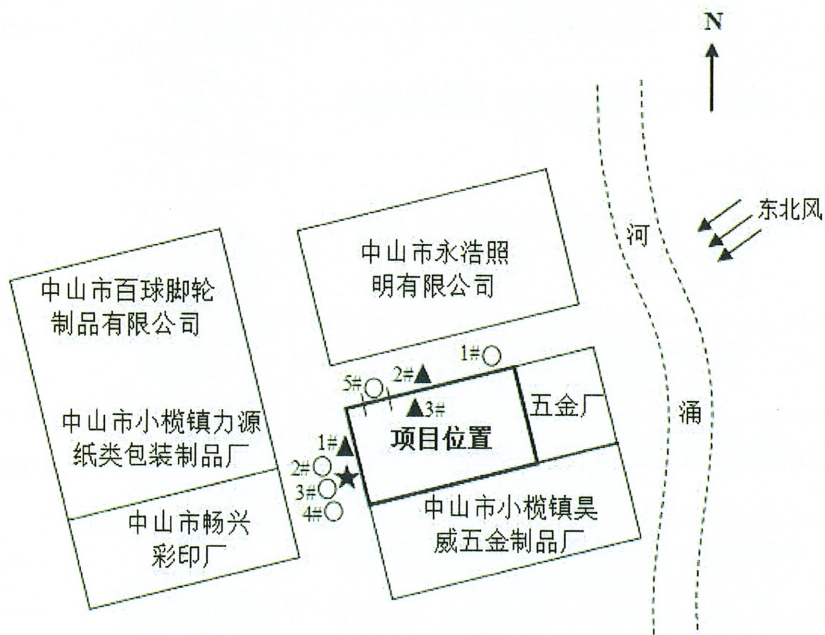 N
东北风
河
涌
中山市永浩照
明有限公司
中山市百球脚轮
制品有限公司
1#
5#
2#
3#
五金厂
项目位置
中山市小榄镇力源
纸类包装制品厂
1#
2#
3#
4#
中山市畅兴
彩印厂
中山市小榄镇昊
威五金制品厂